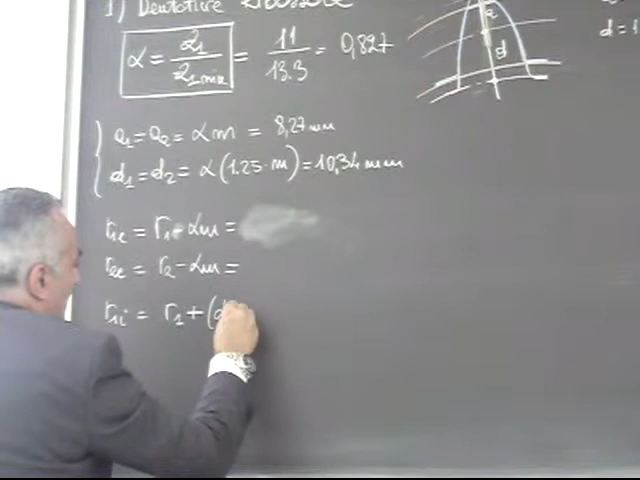 1) Dentature
α = z₁ / z₁min = 11 / 13.3 = 0,827
a
d
d = 1
a₁ = a₂ = αm = 8,27 mm
d₁ = d₂ = α(1.25·m) = 10,34 mm
r₁e = αm =
r₂e = r₂ - αm =
r₁i = r₁ + (d